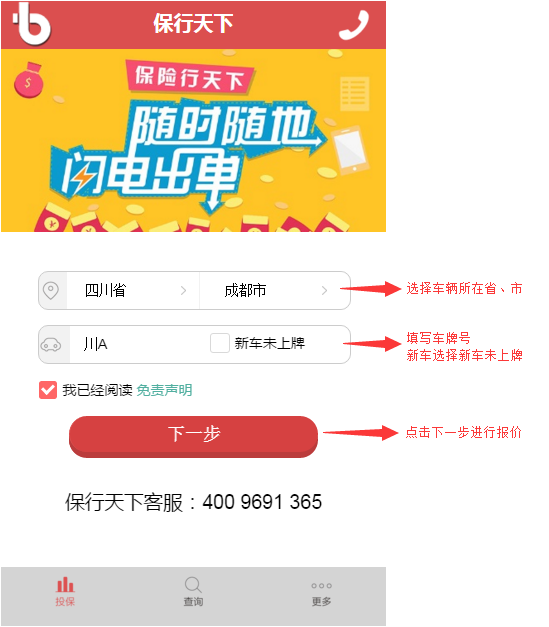 保行天下
保险行天下
随时随地
闪电出单
四川省 成都市
选择车辆所在省、市
川A 新车未上牌
填写车牌号
新车选择新车未上牌
我已经阅读 免责声明
下一步
点击下一步进行报价
保行天下客服：400 9691 365
投保 查询 更多